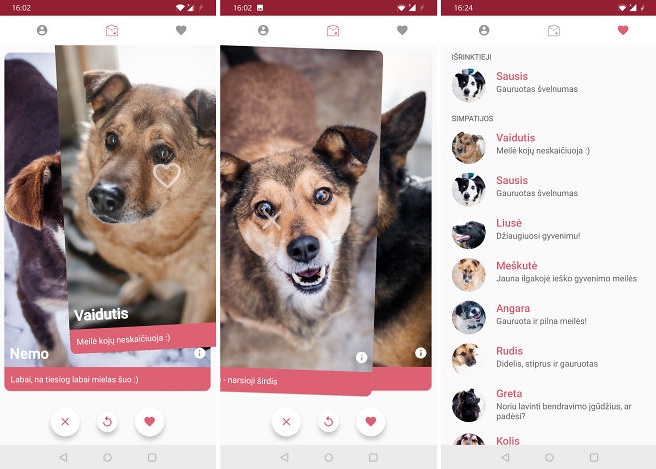 16:02
Vaidutis
Meilė kojų neskaičiuoja :)
Nemo
Labai, na tiesiog labai mielas šuo :)
16:02
- narsioji širdis
16:24
IŠRINKTIEJI
Sausis
Gauruotas švelnumas
SIMPATIJOS
Vaidutis
Meilė kojų neskaičiuoja :)
Sausis
Gauruotas švelnumas
Liusė
Džiaugiuosi gyvenimu!
Meškutė
Jauna ilgakojė ieško gyvenimo meilės
Angara
Gauruota ir pilna meilės!
Rudis
Didelis, stiprus ir gauruotas
Greta
Noriu lavinti bendravimo įgūdžius, ar
padėsi?
Kolis